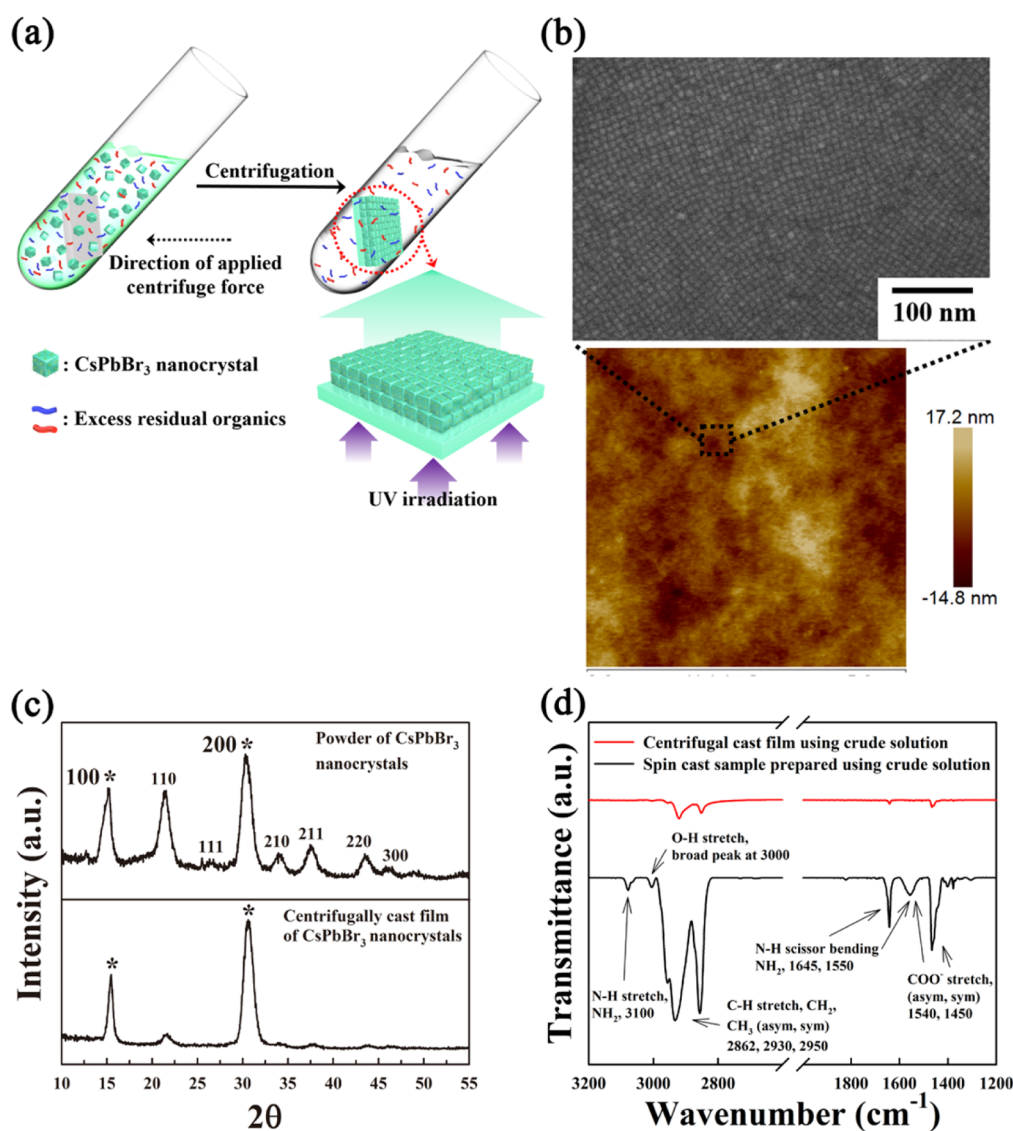 (a)
Centrifugation
Direction of applied
centrifuge force
: CsPbBr₃ nanocrystal
: Excess residual organics
UV irradiation
(b)
100 nm
17.2 nm
-14.8 nm
(c)
Intensity (a.u.)
100 *
110
111
200 *
210
211
220
300
Powder of CsPbBr₃
nanocrystals
*
*
Centrifugally cast film
of CsPbBr₃ nanocrystals
10 15 20 25 30 35 40 45 50 55
2θ
(d)
Transmittance (a.u.)
Centrifugal cast film using crude solution
Spin cast sample prepared using crude solution
O-H stretch,
broad peak at 3000
N-H stretch,
NH₂, 3100
C-H stretch, CH₂,
CH₃ (asym, sym)
2862, 2930, 2950
N-H scissor bending
NH₂, 1645, 1550
COO⁻ stretch,
(asym, sym)
1540, 1450
3200 3000 2800 1800 1600 1400 1200
Wavenumber (cm⁻¹)